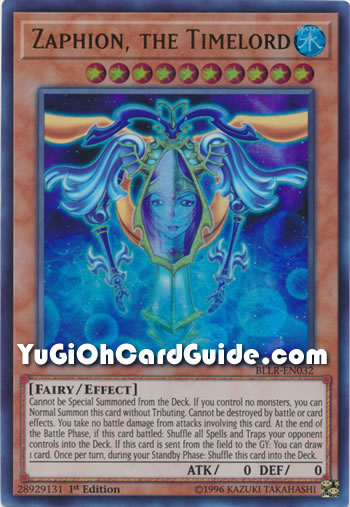 ZAPHION, THE TIMELORD
水
YuGiOhCardGuide.com
BLLR-EN032
[FAIRY/EFFECT]
Cannot be Special Summoned from the Deck. If you control no monsters, you can
Normal Summon this card without Tributing. Cannot be destroyed by battle or card
effects. You take no battle damage from attacks involving this card. At the end of
the Battle Phase, if this card battled: Shuffle all Spells and Traps your opponent
controls into the Deck. If this card is sent from the field to the GY: You can draw
1 card. Once per turn, during your Standby Phase: Shuffle this card into the Deck.
ATK/ 0 DEF/ 0
28929131 1st Edition ©1996 KAZUKI TAKAHASHI